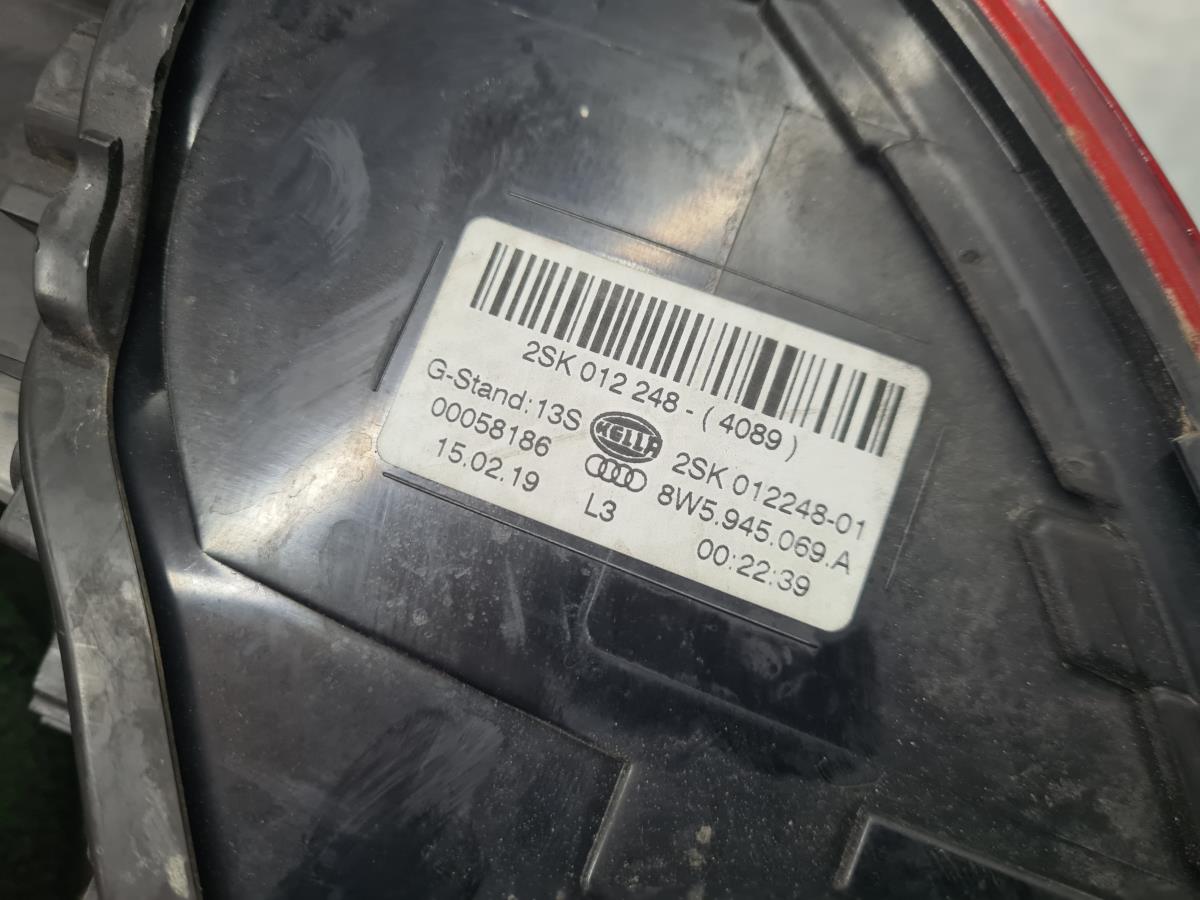 2SK 012 248 - ( 4089 )
G-Stand: 13S
00058186
15.02.19
HELLA
L3
2SK 012248-01
8W5.945.069.A
00:22:39